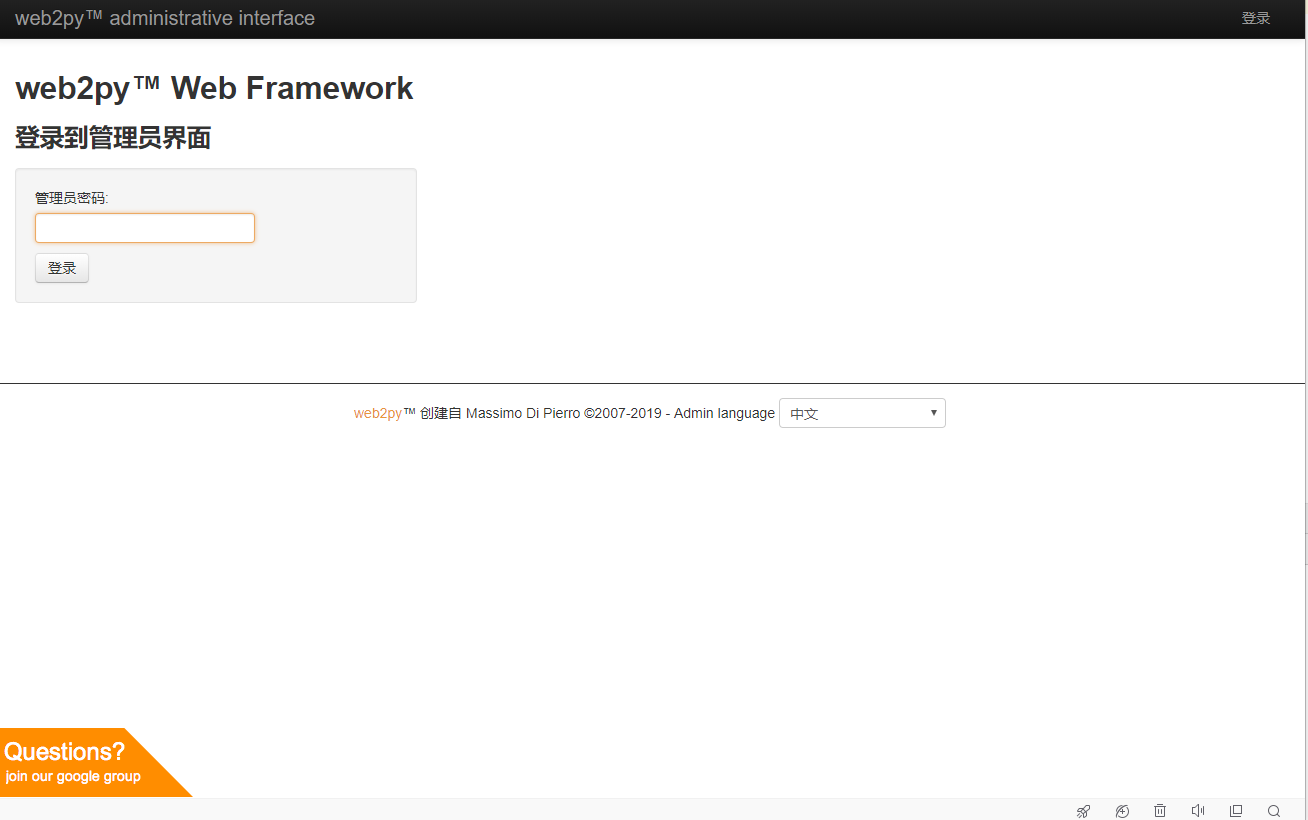 web2py™ administrative interface 登录
web2py™ Web Framework
登录到管理员界面
管理员密码:
登录
web2py™ 创建自 Massimo Di Pierro ©2007-2019 - Admin language 中文
Questions?
join our google group